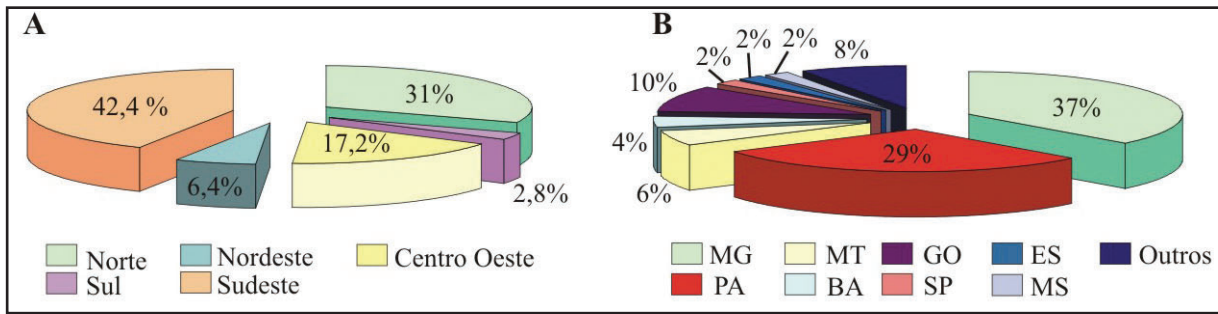 A
42,4 %
31%
17,2%
6,4%
2,8%
Norte
Nordeste
Centro Oeste
Sul
Sudeste
B
2%
2%
2%
8%
10%
37%
4%
29%
6%
MG
MT
GO
ES
Outros
PA
BA
SP
MS